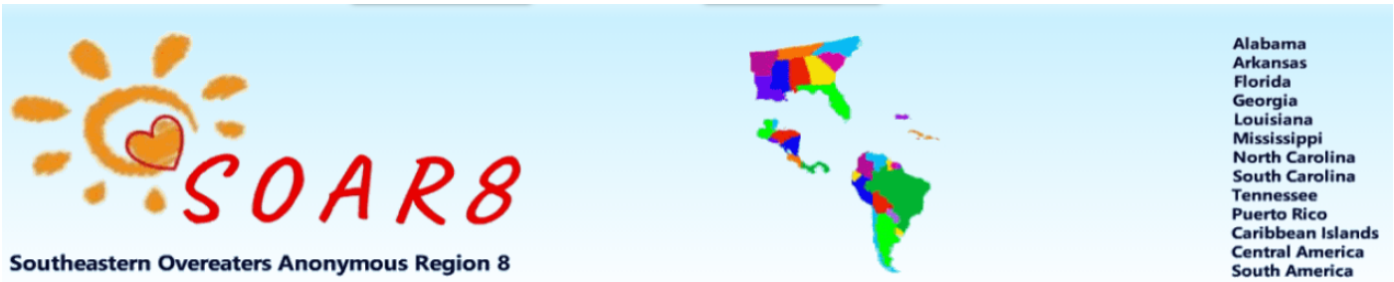 SOAR8
Southeastern Overeaters Anonymous Region 8
Alabama
Arkansas
Florida
Georgia
Louisiana
Mississippi
North Carolina
South Carolina
Tennessee
Puerto Rico
Caribbean Islands
Central America
South America